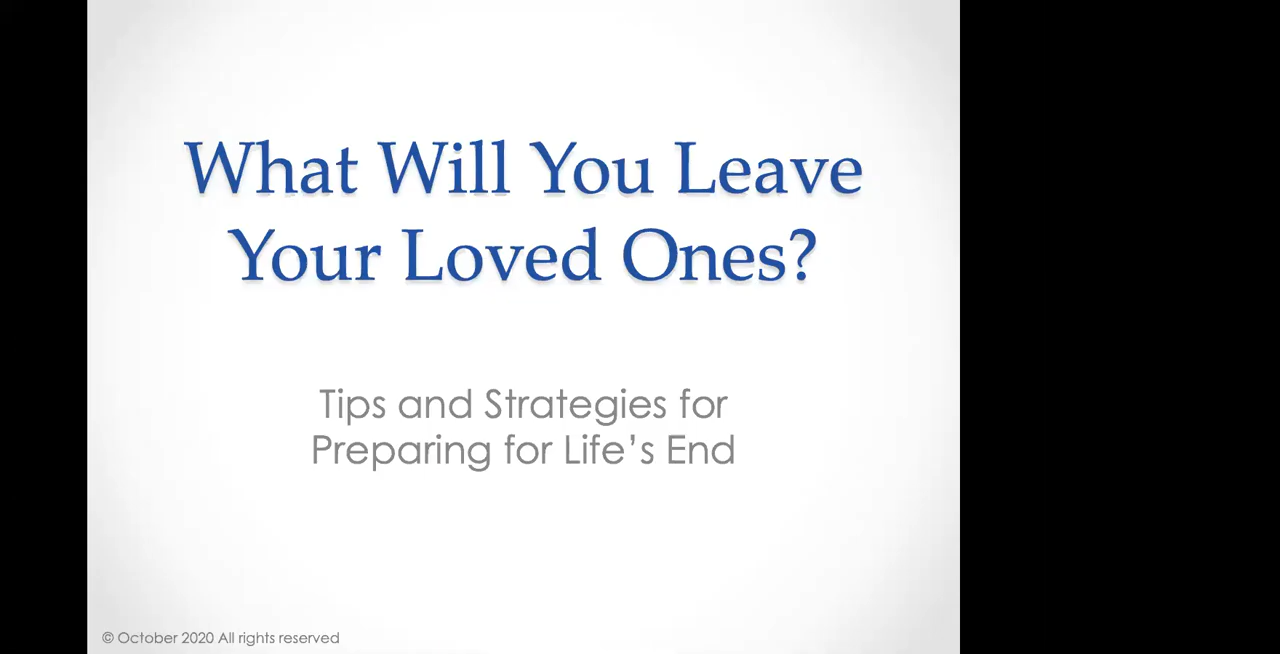 What Will You Leave
Your Loved Ones?
Tips and Strategies for
Preparing for Life’s End
© October 2020 All rights reserved